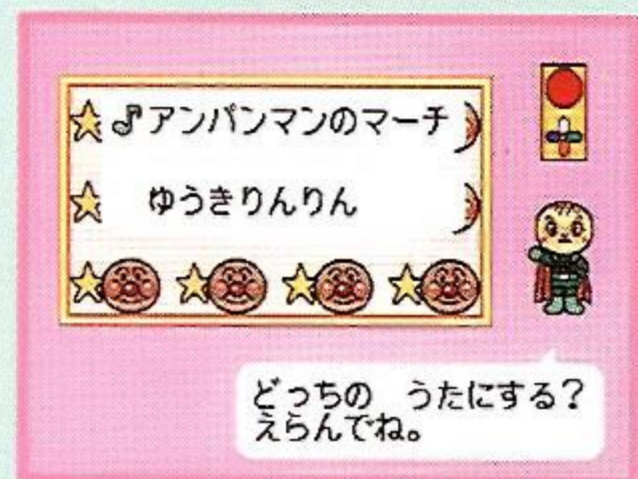 ♪アンパンマンのマーチ
ゆうきりんりん
どっちの うたにする?
えらんでね。